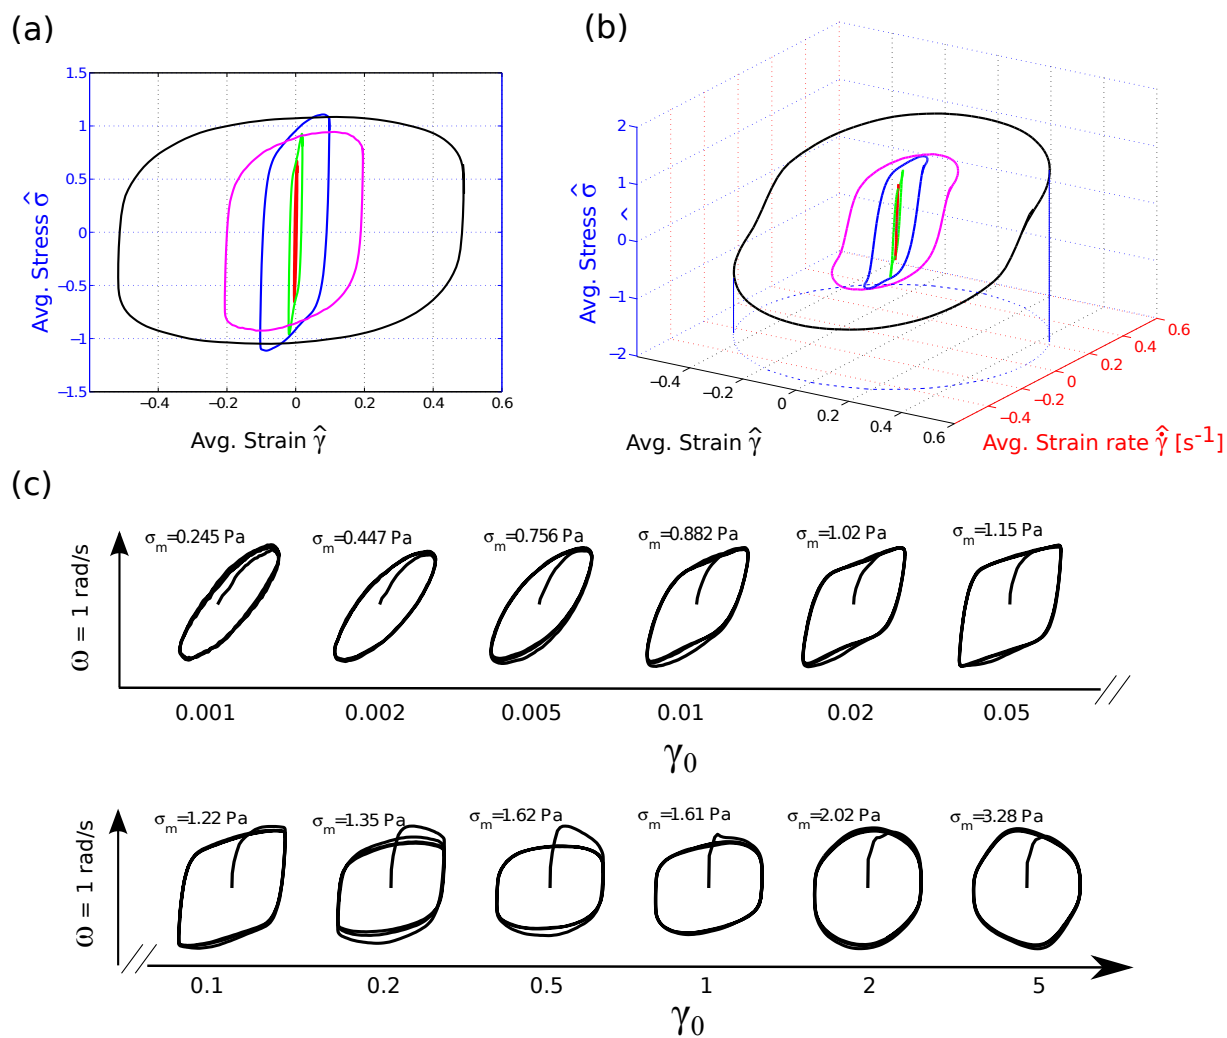 (a)
1.5
1
0.5
0
−0.5
−1
−1.5
Avg. Stress σ̂
−0.4 −0.2 0 0.2 0.4 0.6
Avg. Strain γ̂
(b)
2
1
0
−1
−2
Avg. Stress σ̂
^
−0.4 −0.2 0 0.2 0.4 0.6
Avg. Strain γ̂
−0.4 −0.2 0 0.2 0.4 0.6
Avg. Strain rate γ̇̂ [s⁻¹]
(c)
σₘ=0.245 Pa σₘ=0.447 Pa σₘ=0.756 Pa σₘ=0.882 Pa σₘ=1.02 Pa σₘ=1.15 Pa
ω = 1 rad/s
0.001 0.002 0.005 0.01 0.02 0.05
γ₀
σₘ=1.22 Pa σₘ=1.35 Pa σₘ=1.62 Pa σₘ=1.61 Pa σₘ=2.02 Pa σₘ=3.28 Pa
ω = 1 rad/s
0.1 0.2 0.5 1 2 5
γ₀